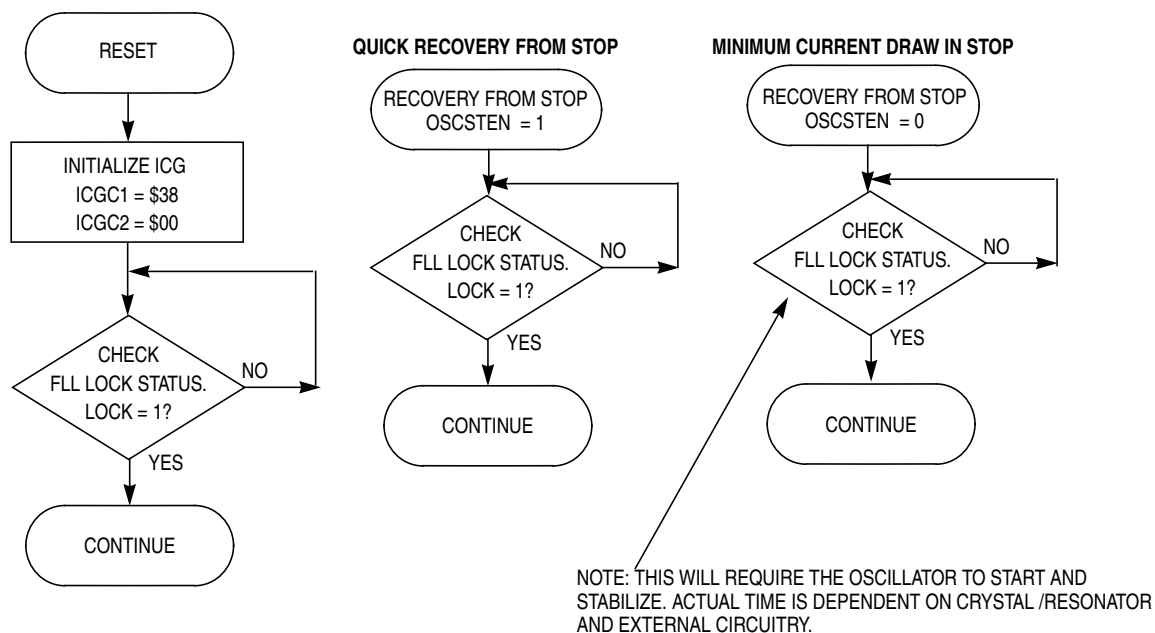 RESET
INITIALIZE ICG
ICGC1 = $38
ICGC2 = $00
CHECK
FLL LOCK STATUS.
LOCK = 1?
NO
YES
CONTINUE
QUICK RECOVERY FROM STOP
RECOVERY FROM STOP
OSCSTEN = 1
CHECK
FLL LOCK STATUS.
LOCK = 1?
NO
YES
CONTINUE
MINIMUM CURRENT DRAW IN STOP
RECOVERY FROM STOP
OSCSTEN = 0
CHECK
FLL LOCK STATUS.
LOCK = 1?
NO
YES
CONTINUE
NOTE: THIS WILL REQUIRE THE OSCILLATOR TO START AND
STABILIZE. ACTUAL TIME IS DEPENDENT ON CRYSTAL /RESONATOR
AND EXTERNAL CIRCUITRY.